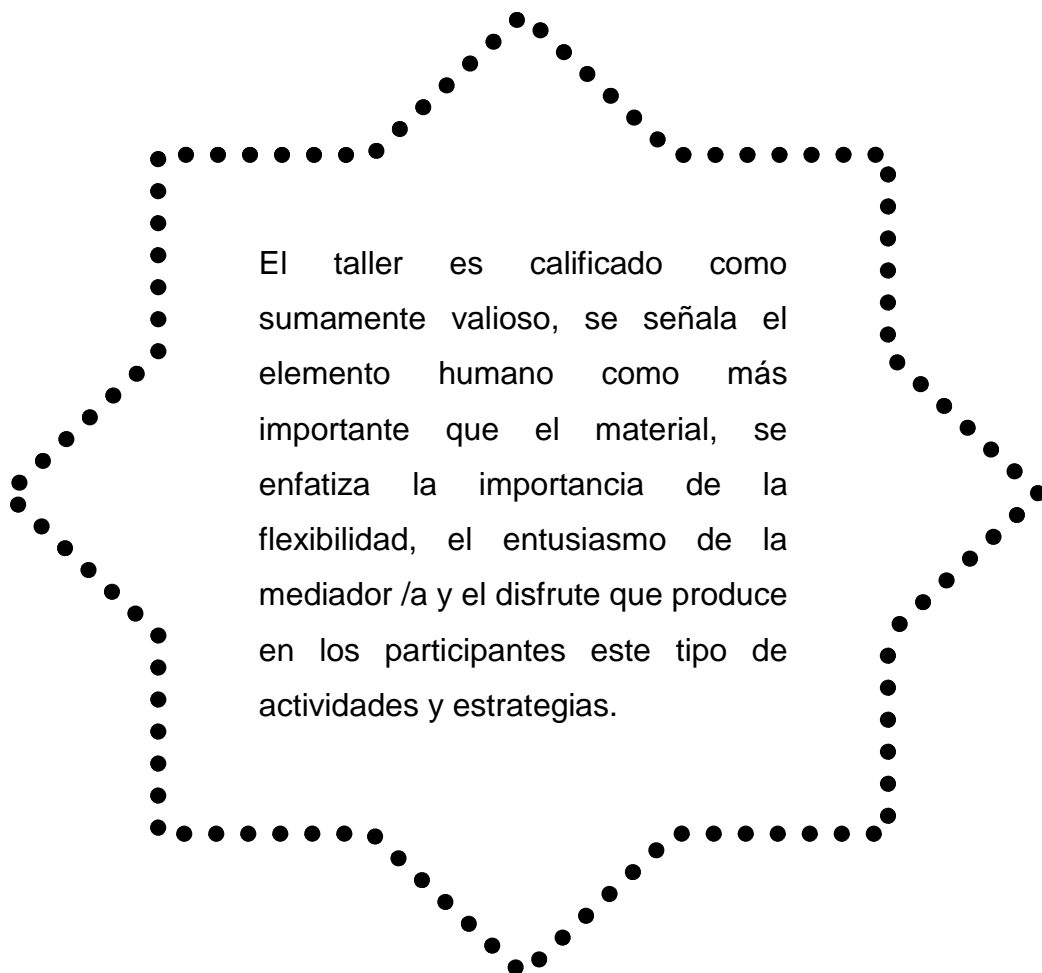 El taller es calificado como
sumamente valioso, se señala el
elemento humano como más
importante que el material, se
enfatiza la importancia de la
flexibilidad, el entusiasmo de la
mediador /a y el disfrute que produce
en los participantes este tipo de
actividades y estrategias.